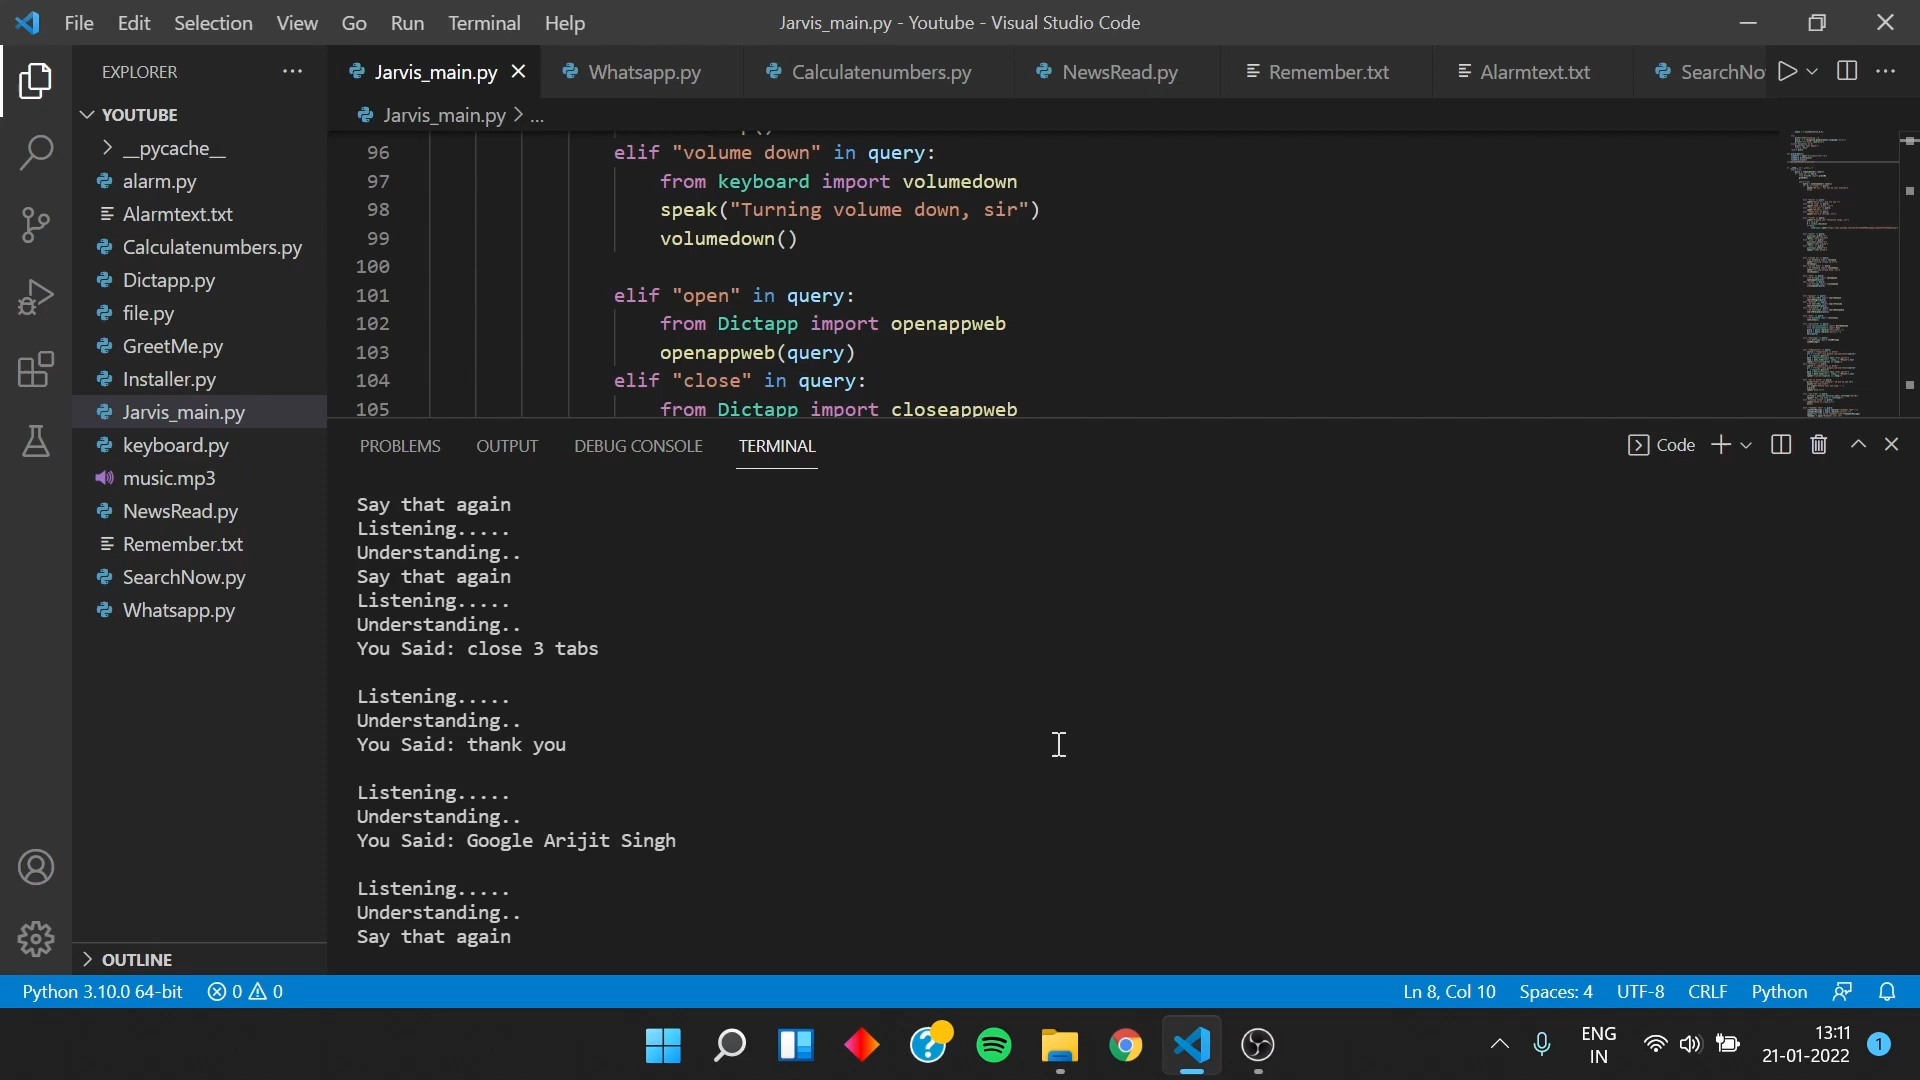 File Edit Selection View Go Run Terminal Help
Jarvis_main.py - Youtube - Visual Studio Code
EXPLORER
YOUTUBE
__pycache__
alarm.py
Alarmtext.txt
Calculatenumbers.py
Dictapp.py
file.py
GreetMe.py
Installer.py
Jarvis_main.py
keyboard.py
music.mp3
NewsRead.py
Remember.txt
SearchNow.py
Whatsapp.py
OUTLINE
Jarvis_main.py Whatsapp.py Calculatenumbers.py NewsRead.py Remember.txt Alarmtext.txt SearchNo
Jarvis_main.py > ...
96 elif "volume down" in query:
97 from keyboard import volumedown
98 speak("Turning volume down, sir")
99 volumedown()
100
101 elif "open" in query:
102 from Dictapp import openappweb
103 openappweb(query)
104 elif "close" in query:
105 from Dictapp import closeappweb
PROBLEMS OUTPUT DEBUG CONSOLE TERMINAL
Code
Say that again
Listening.....
Understanding..
Say that again
Listening.....
Understanding..
You Said: close 3 tabs
Listening.....
Understanding..
You Said: thank you
Listening.....
Understanding..
You Said: Google Arijit Singh
Listening.....
Understanding..
Say that again
Python 3.10.0 64-bit 0 0
Ln 8, Col 10 Spaces: 4 UTF-8 CRLF Python
ENG
IN
13:11
21-01-2022
1